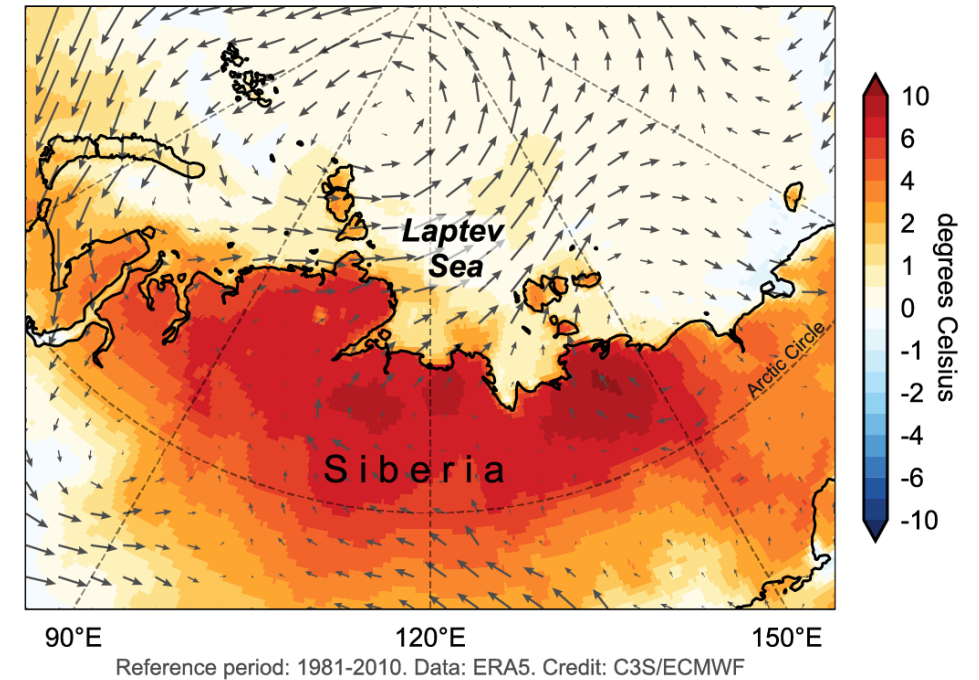 Laptev
Sea
Siberia
Arctic Circle
90°E
120°E
150°E
10
6
4
2
1
0
-1
-2
-4
-6
-10
degrees Celsius
Reference period: 1981-2010. Data: ERA5. Credit: C3S/ECMWF